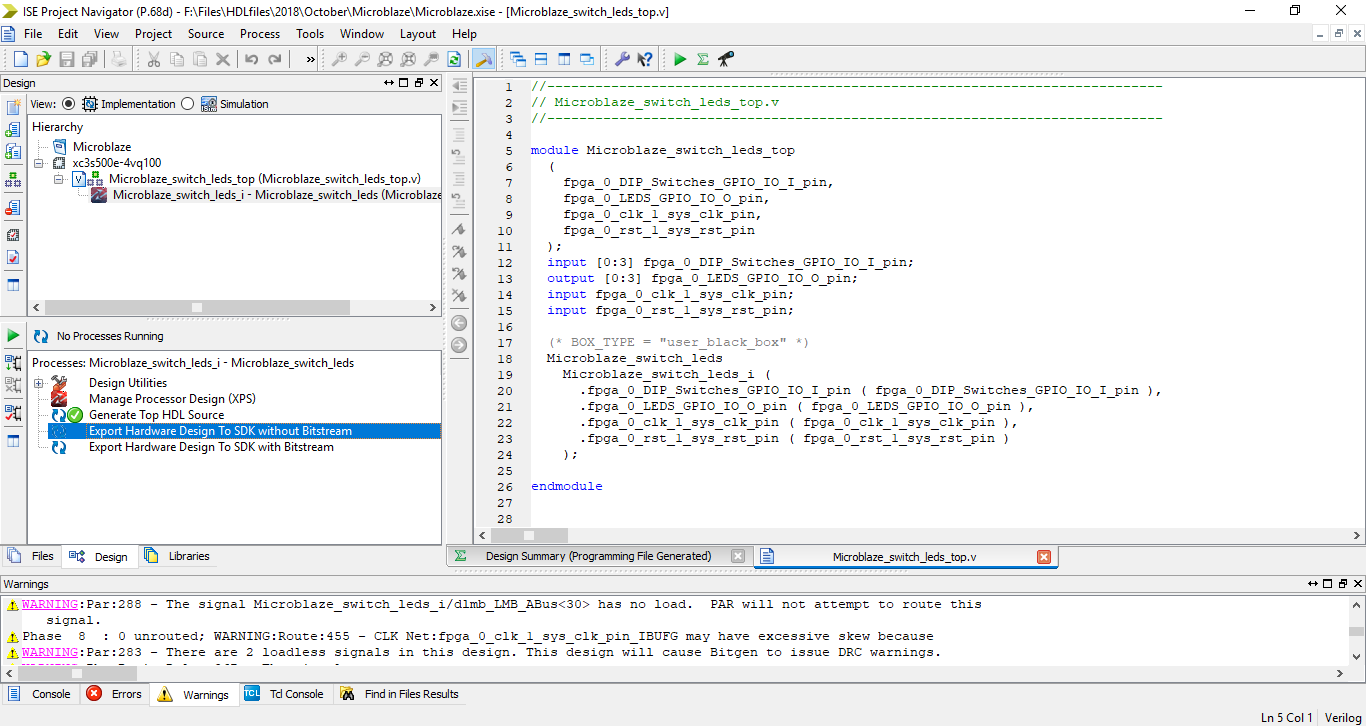 ISE Project Navigator (P.68d) - F:\Files\HDLfiles\2018\October\Microblaze\Microblaze.xise - [Microblaze_switch_leds_top.v]
File Edit View Project Source Process Tools Window Layout Help
Design
View: Implementation Simulation
Hierarchy
Microblaze
xc3s500e-4vq100
Microblaze_switch_leds_top (Microblaze_switch_leds_top.v)
Microblaze_switch_leds_i - Microblaze_switch_leds (Microblaze
No Processes Running
Processes: Microblaze_switch_leds_i - Microblaze_switch_leds
Design Utilities
Manage Processor Design (XPS)
Generate Top HDL Source
Export Hardware Design To SDK without Bitstream
Export Hardware Design To SDK with Bitstream
Files Design Libraries
1 //-----------------------------------------------------------------------------
2 // Microblaze_switch_leds_top.v
3 //-----------------------------------------------------------------------------
4
5 module Microblaze_switch_leds_top
6 (
7 fpga_0_DIP_Switches_GPIO_IO_I_pin,
8 fpga_0_LEDS_GPIO_IO_O_pin,
9 fpga_0_clk_1_sys_clk_pin,
10 fpga_0_rst_1_sys_rst_pin
11 );
12 input [0:3] fpga_0_DIP_Switches_GPIO_IO_I_pin;
13 output [0:3] fpga_0_LEDS_GPIO_IO_O_pin;
14 input fpga_0_clk_1_sys_clk_pin;
15 input fpga_0_rst_1_sys_rst_pin;
16
17 (* BOX_TYPE = "user_black_box" *)
18 Microblaze_switch_leds
19 Microblaze_switch_leds_i (
20 .fpga_0_DIP_Switches_GPIO_IO_I_pin ( fpga_0_DIP_Switches_GPIO_IO_I_pin ),
21 .fpga_0_LEDS_GPIO_IO_O_pin ( fpga_0_LEDS_GPIO_IO_O_pin ),
22 .fpga_0_clk_1_sys_clk_pin ( fpga_0_clk_1_sys_clk_pin ),
23 .fpga_0_rst_1_sys_rst_pin ( fpga_0_rst_1_sys_rst_pin )
24 );
25
26 endmodule
27
28
Design Summary (Programming File Generated) Microblaze_switch_leds_top.v
Warnings
WARNING:Par:288 - The signal Microblaze_switch_leds_i/dlmb_LMB_ABus<30> has no load. PAR will not attempt to route this
signal.
Phase 8 : 0 unrouted; WARNING:Route:455 - CLK Net:fpga_0_clk_1_sys_clk_pin_IBUFG may have excessive skew because
WARNING:Par:283 - There are 2 loadless signals in this design. This design will cause Bitgen to issue DRC warnings.
Console Errors Warnings TCL Tcl Console Find in Files Results
Ln 5 Col 1 Verilog